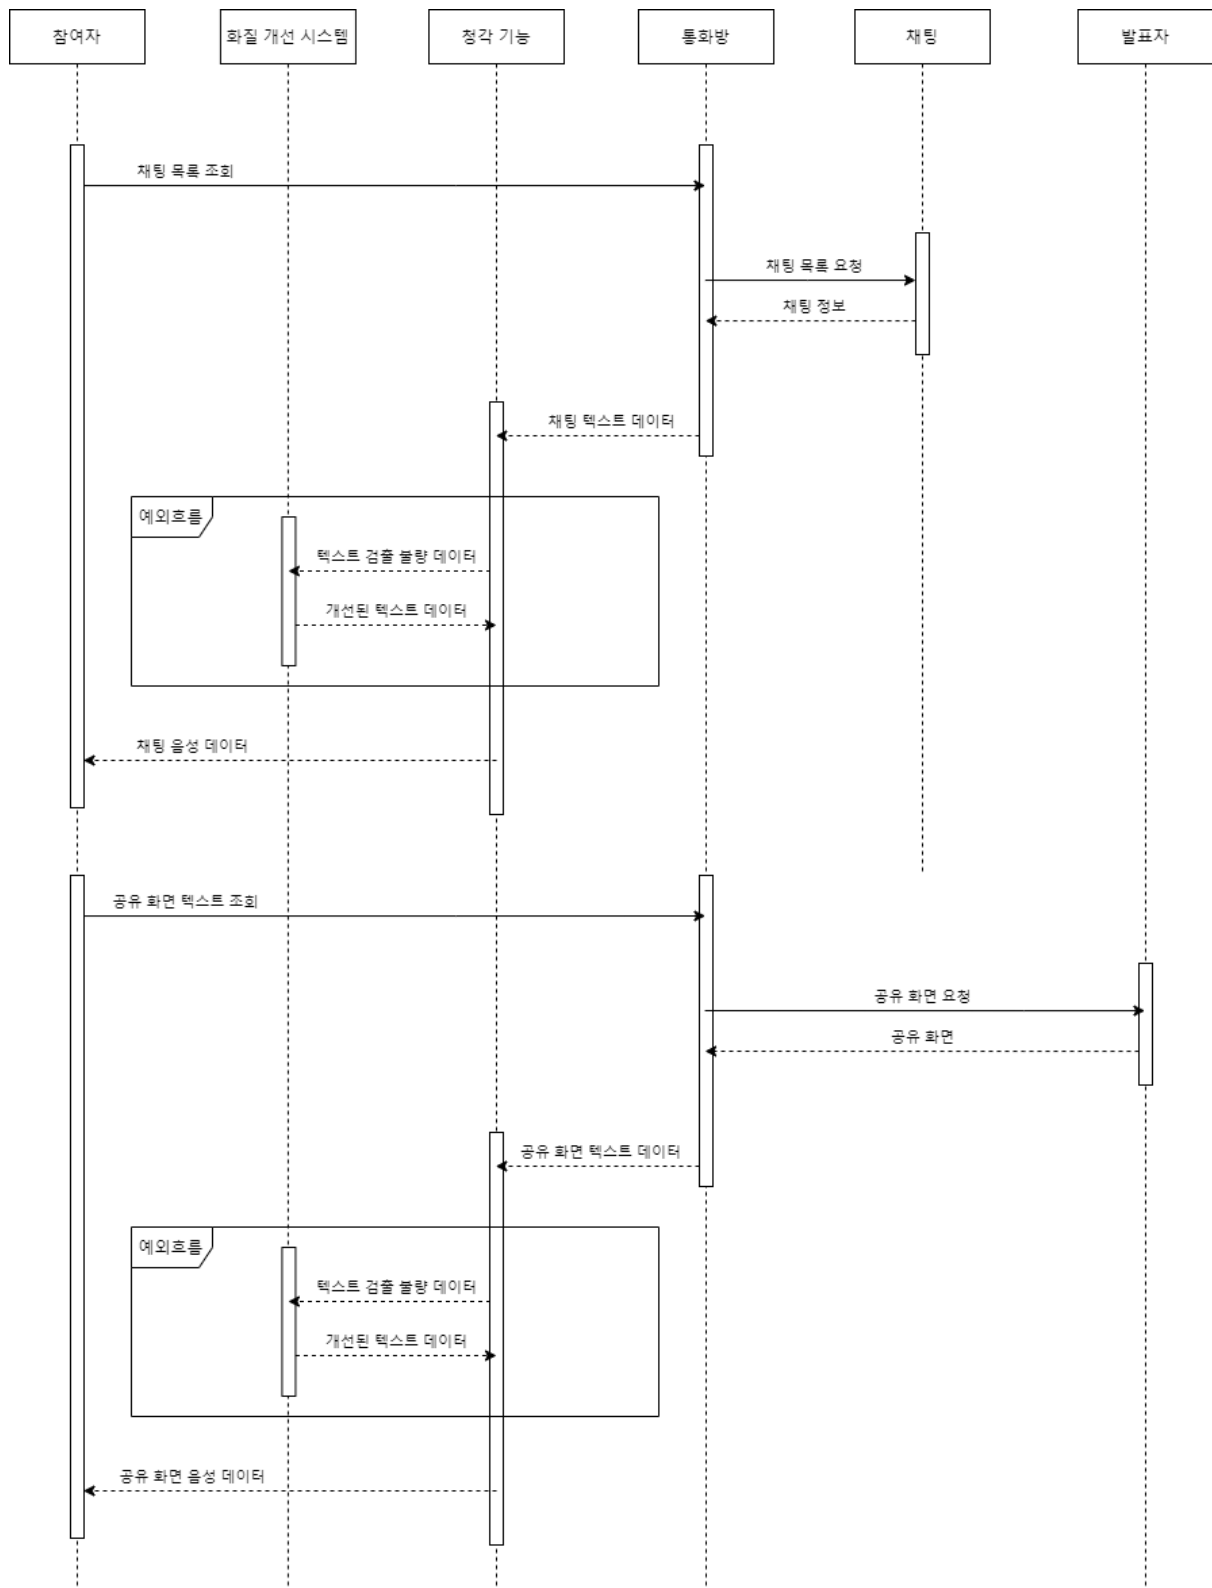 참여자
화질 개선 시스템
청각 기능
통화방
채팅
발표자
채팅 목록 조회
채팅 목록 요청
채팅 정보
채팅 텍스트 데이터
예외흐름
텍스트 검출 불량 데이터
개선된 텍스트 데이터
채팅 음성 데이터
공유 화면 텍스트 조회
공유 화면 요청
공유 화면
공유 화면 텍스트 데이터
예외흐름
텍스트 검출 불량 데이터
개선된 텍스트 데이터
공유 화면 음성 데이터